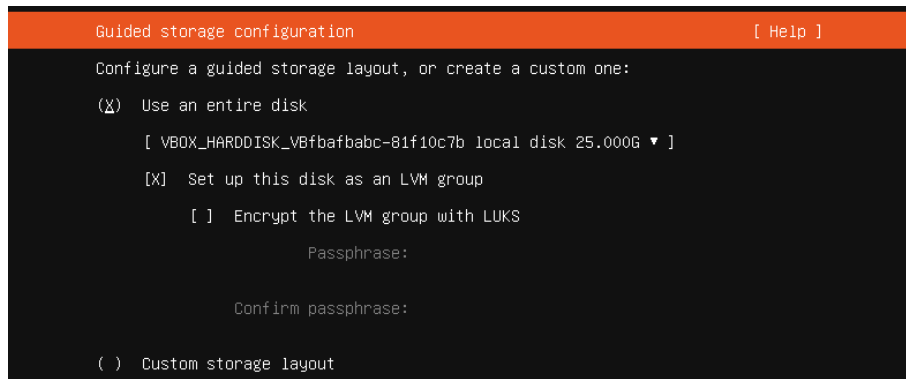 Guided storage configuration [ Help ]
Configure a guided storage layout, or create a custom one:
(X) Use an entire disk
[ VBOX_HARDDISK_VBfbafbabc-81f10c7b local disk 25.000G ▾ ]
[X] Set up this disk as an LVM group
[ ] Encrypt the LVM group with LUKS
Passphrase:
Confirm passphrase:
( ) Custom storage layout